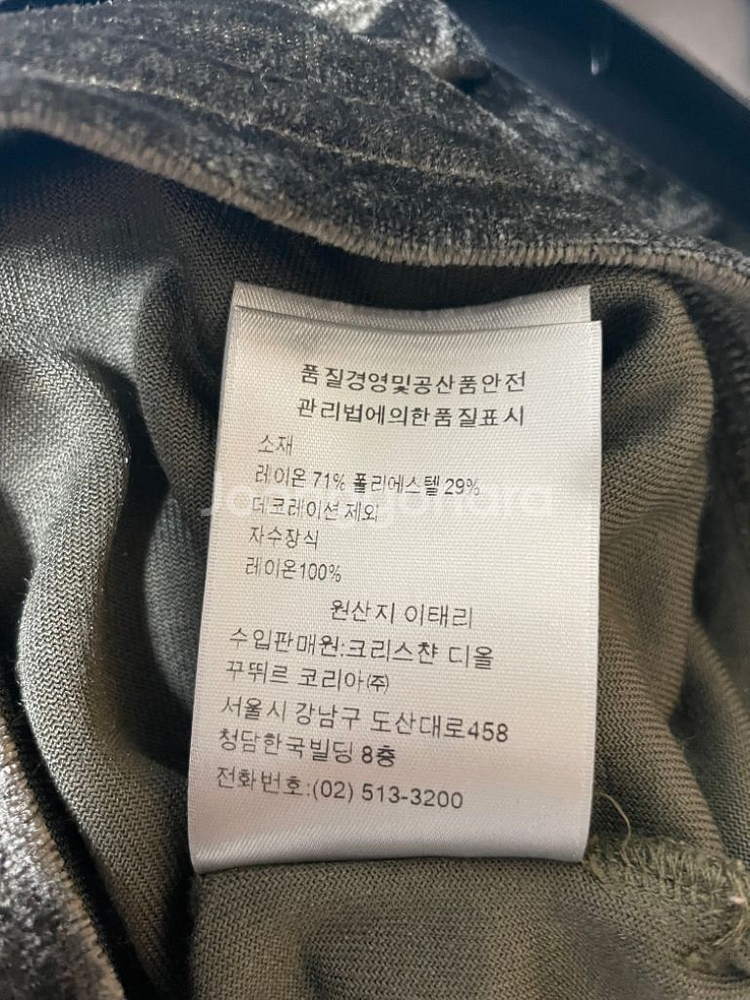 품질경영및공산품안전
관리법에의한품질표시
소재
레이온 71% 폴리에스텔 29%
데코레이션 제외
자수장식
레이온100%
원산지 이태리
수입판매원:크리스챤 디올
꾸뛰르 코리아㈜
서울시 강남구 도산대로458
청담한국빌딩 8층
전화번호:(02) 513-3200